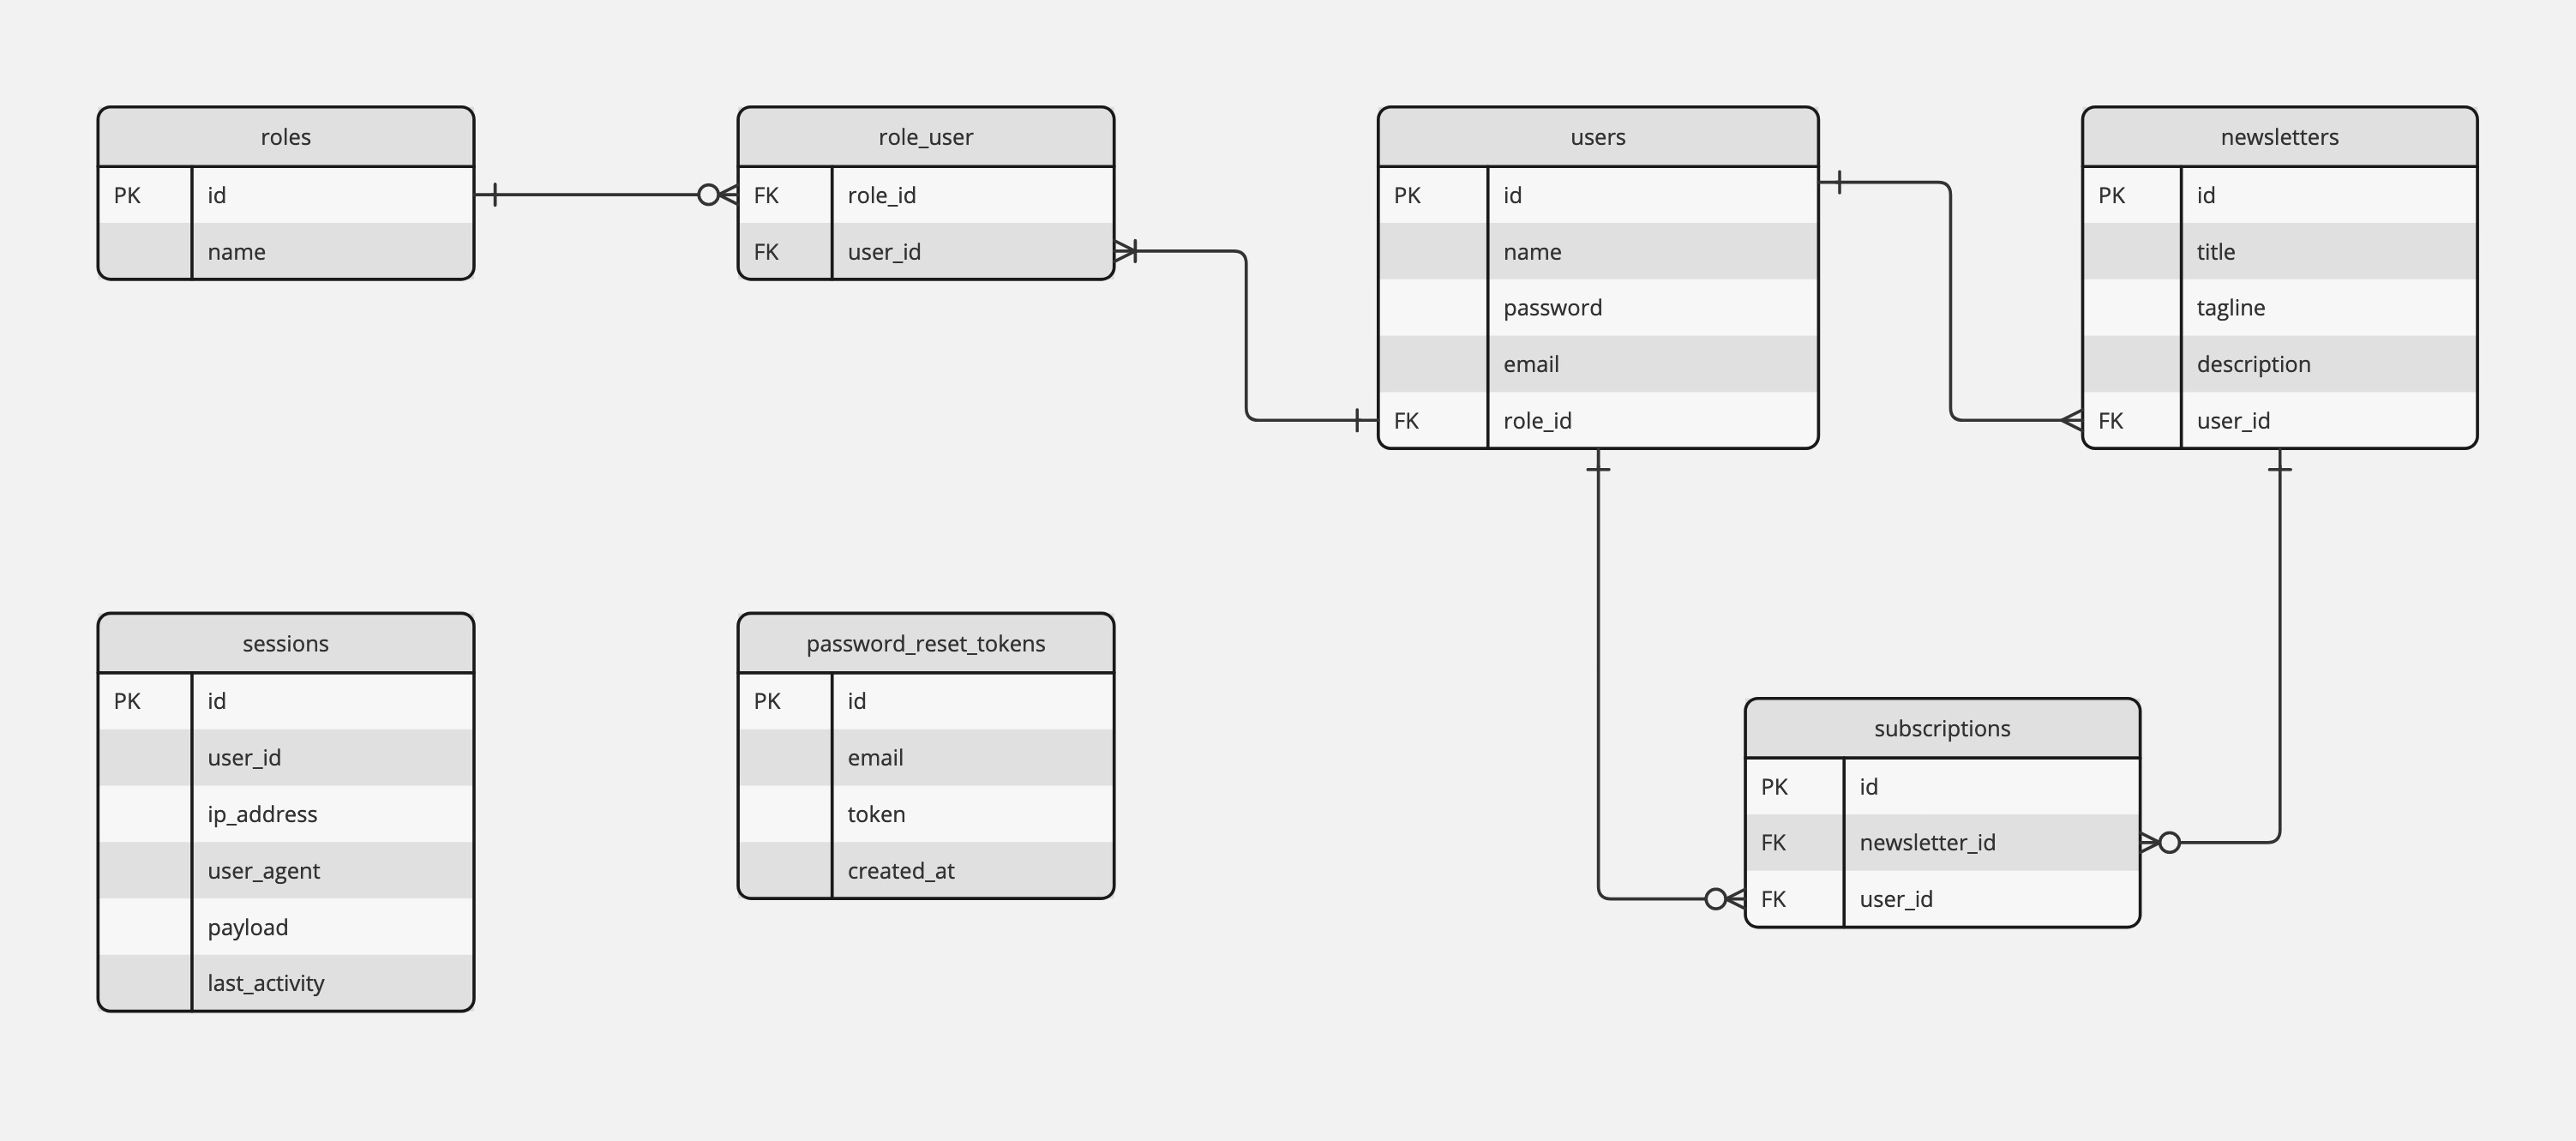 roles
PK id
name
role_user
FK role_id
FK user_id
users
PK id
name
password
email
FK role_id
newsletters
PK id
title
tagline
description
FK user_id
sessions
PK id
user_id
ip_address
user_agent
payload
last_activity
password_reset_tokens
PK id
email
token
created_at
subscriptions
PK id
FK newsletter_id
FK user_id